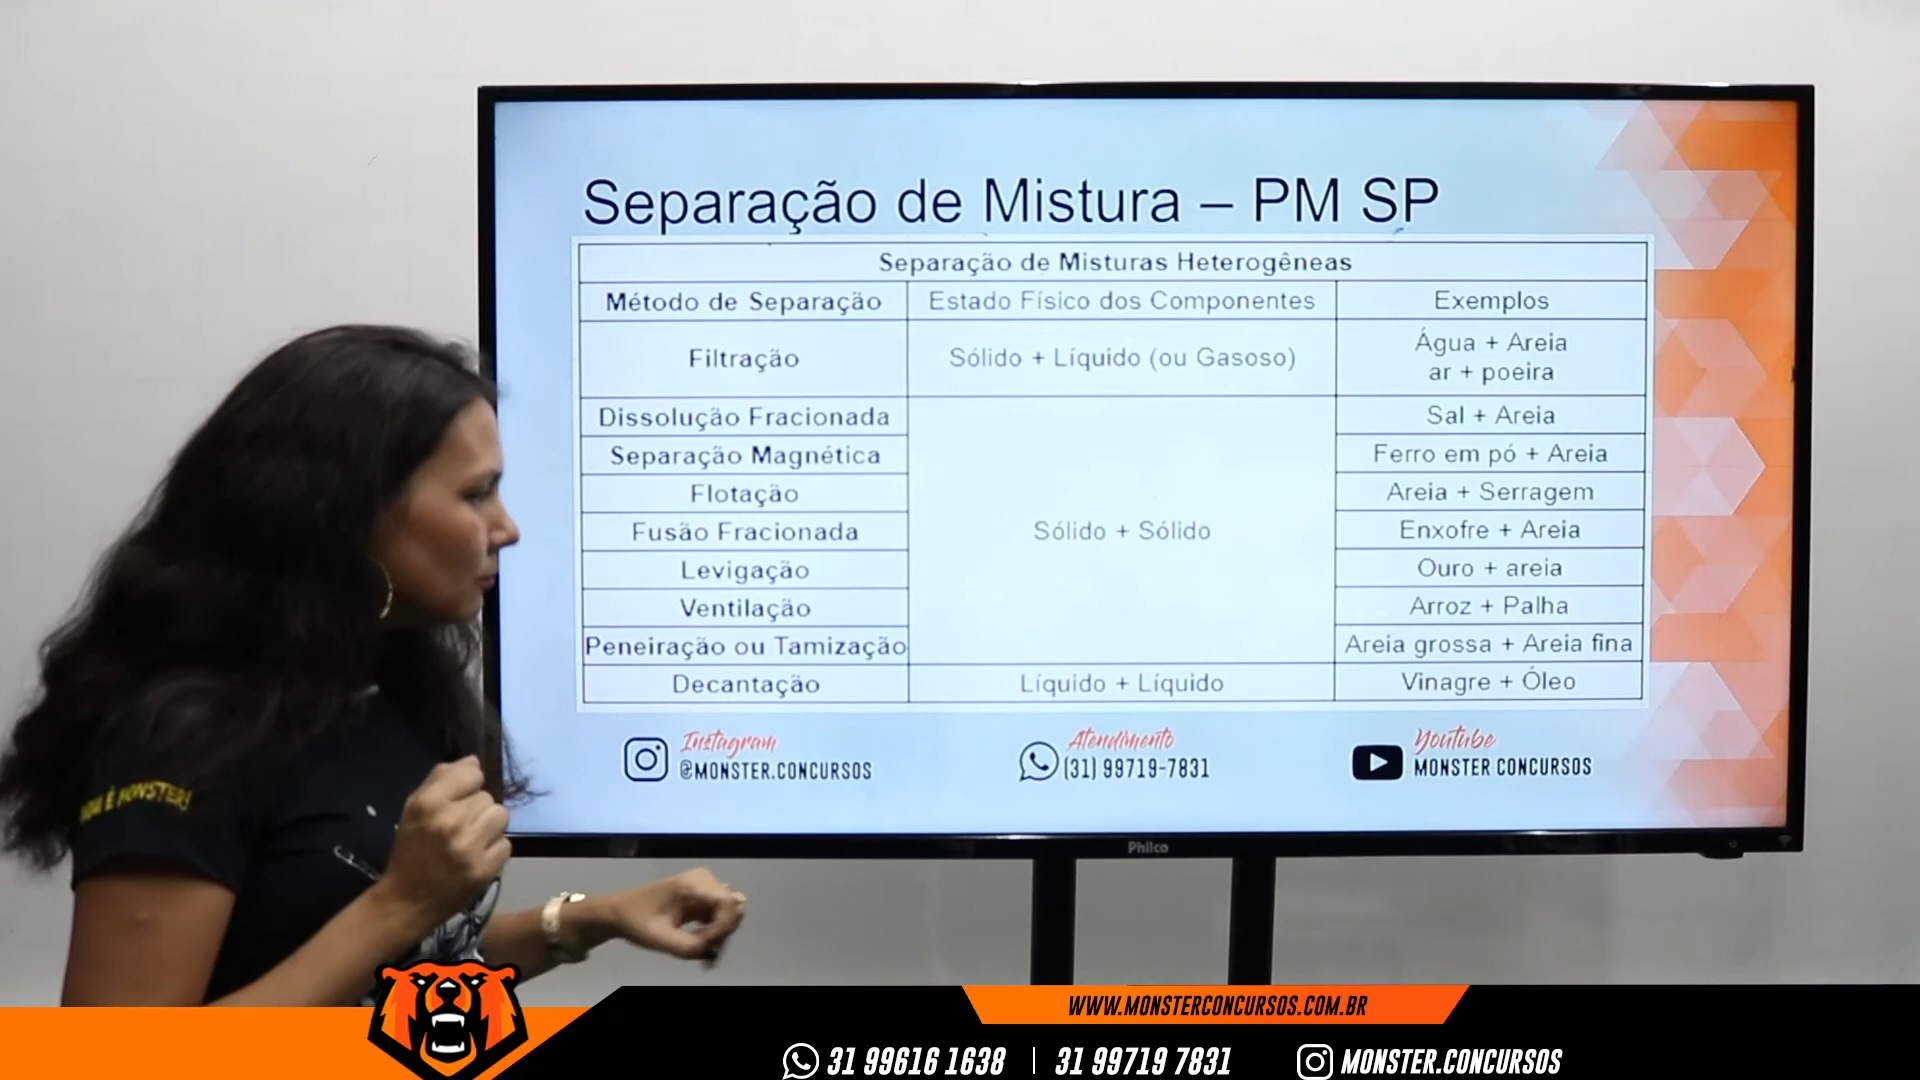 Separação de Mistura – PM SP
Separação de Misturas Heterogêneas
Método de Separação Estado Físico dos Componentes Exemplos
Filtração Sólido + Líquido (ou Gasoso) Água + Areia
ar + poeira
Dissolução Fracionada Sal + Areia
Separação Magnética Ferro em pó + Areia
Flotação Areia + Serragem
Fusão Fracionada Sólido + Sólido Enxofre + Areia
Levigação Ouro + areia
Ventilação Arroz + Palha
Peneiração ou Tamização Areia grossa + Areia fina
Decantação Líquido + Líquido Vinagre + Óleo
Instagram
@MONSTER.CONCURSOS
Atendimento
(31) 99719-7831
Youtube
MONSTER CONCURSOS
Philco
É MONSTER!
WWW.MONSTERCONCURSOS.COM.BR
31 99616 1638 | 31 99719 7831 MONSTER.CONCURSOS